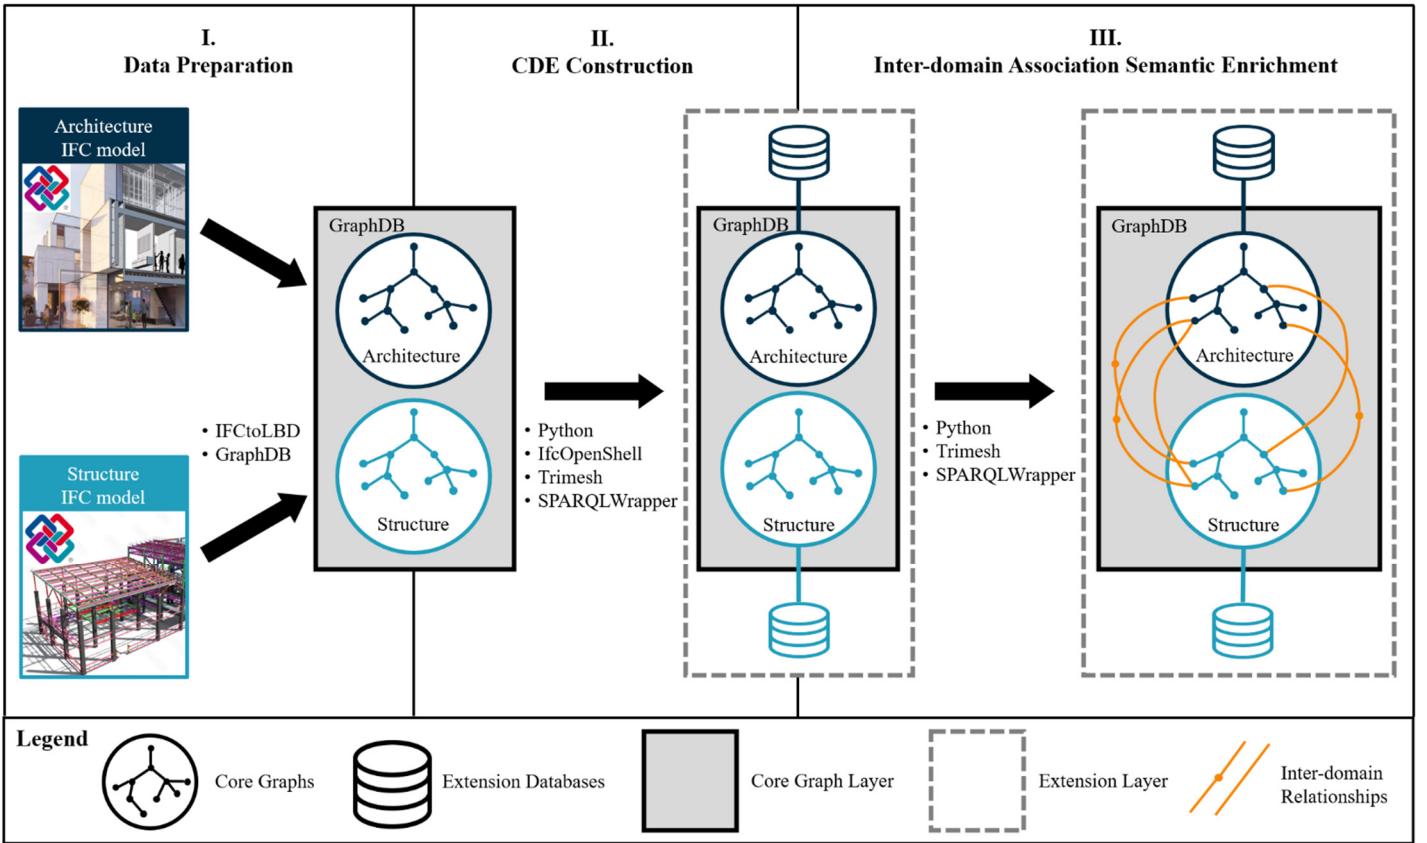 I.
Data Preparation
II.
CDE Construction
III.
Inter-domain Association Semantic Enrichment
Architecture
IFC model
Structure
IFC model
• IFCtoLBD
• GraphDB
GraphDB
Architecture
Structure
• Python
• IfcOpenShell
• Trimesh
• SPARQLWrapper
GraphDB
Architecture
Structure
• Python
• Trimesh
• SPARQLWrapper
GraphDB
Architecture
Structure
Legend
Core Graphs
Extension Databases
Core Graph Layer
Extension Layer
Inter-domain
Relationships